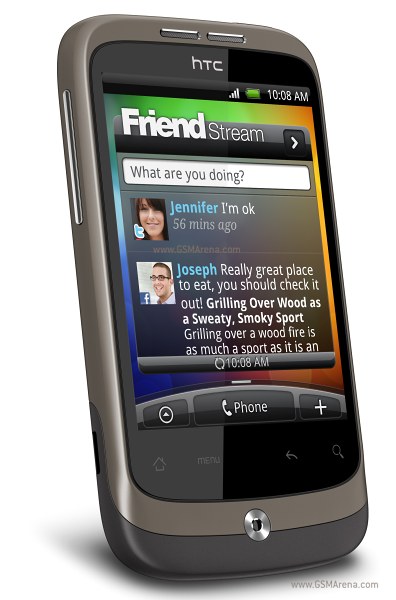 hTC
10:08 AM
Friend Stream
What are you doing?
Jennifer I'm ok
56 mins ago
www.GSMArena.com
Joseph Really great place
to eat, you should check it
out! Grilling Over Wood as
a Sweaty, Smoky Sport
Grilling over a wood fire is
as much a sport as it is an
10:08 AM
Phone
MENU
www.GSMArena.com